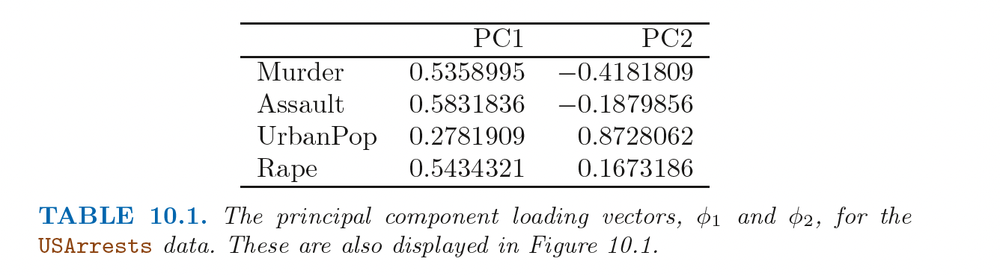 PC1 PC2
Murder 0.5358995 −0.4181809
Assault 0.5831836 −0.1879856
UrbanPop 0.2781909 0.8728062
Rape 0.5434321 0.1673186
TABLE 10.1. The principal component loading vectors, ϕ₁ and ϕ₂, for the
USArrests data. These are also displayed in Figure 10.1.